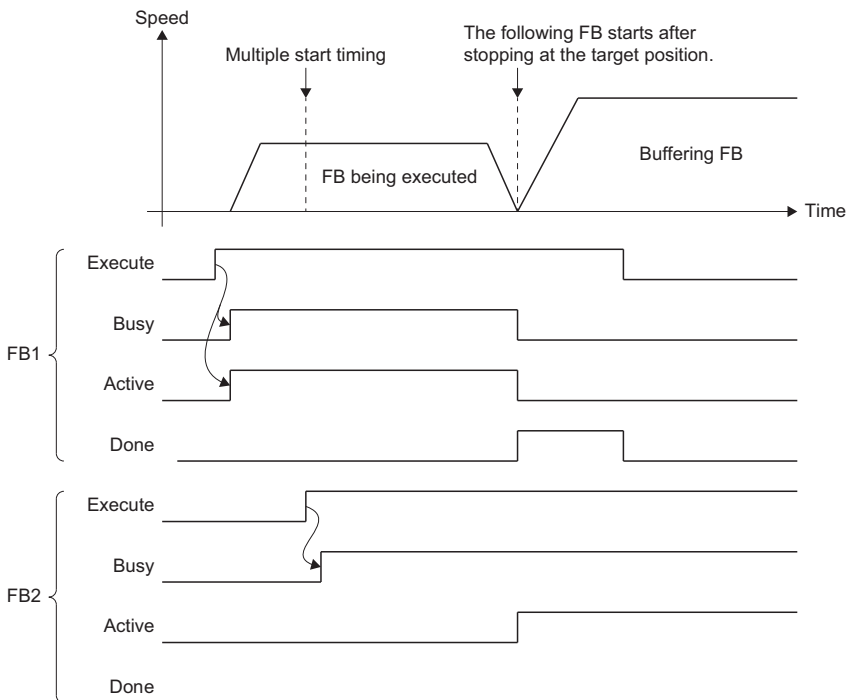 Speed
Multiple start timing
The following FB starts after
stopping at the target position.
FB being executed
Buffering FB
Time
FB1
Execute
Busy
Active
Done
FB2
Execute
Busy
Active
Done